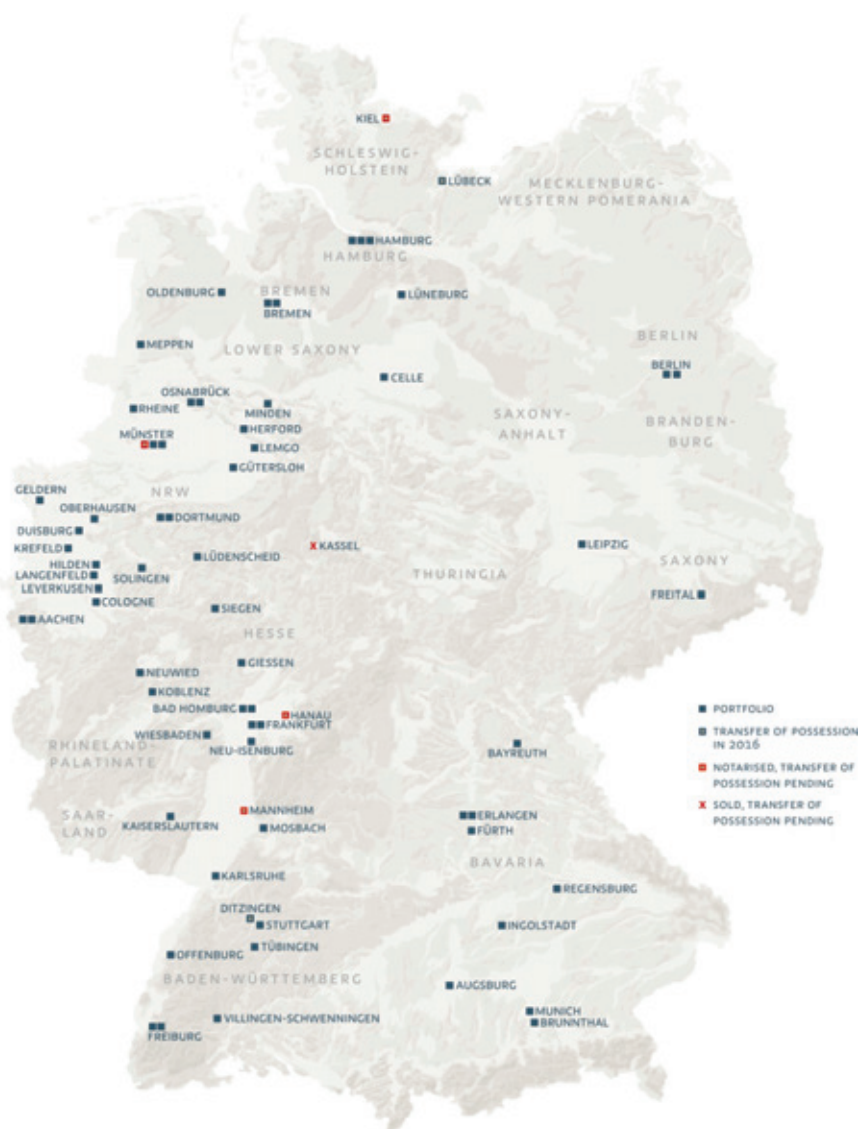 KIEL
SCHLESWIG-
HOLSTEIN
LÜBECK
MECKLENBURG-
WESTERN POMERANIA
HAMBURG
HAMBURG
OLDENBURG
BREMEN
BREMEN
LÜNEBURG
MEPPEN
LOWER SAXONY
BERLIN
BERLIN
CELLE
OSNABRÜCK
RHEINE
MINDEN
SAXONY-
ANHALT
BRANDEN-
BURG
MÜNSTER
HERFORD
LEMGO
GÜTERSLOH
GELDERN
NRW
OBERHAUSEN
DORTMUND
DUISBURG
KREFELD
LÜDENSCHEID
X KASSEL
LEIPZIG
HILDEN
LANGENFELD
SOLINGEN
THURINGIA
SAXONY
LEVERKUSEN
COLOGNE
FREITAL
AACHEN
SIEGEN
HESSE
GIESSEN
NEUWIED
KOBLENZ
BAD HOMBURG
HANAU
FRANKFURT
WIESBADEN
NEU-ISENBURG
RHINELAND-
PALATINATE
BAYREUTH
PORTFOLIO
TRANSFER OF POSSESSION
IN 2016
NOTARISED, TRANSFER OF
POSSESSION PENDING
X SOLD, TRANSFER OF
POSSESSION PENDING
SAAR-
LAND
KAISERSLAUTERN
MANNHEIM
MOSBACH
ERLANGEN
FÜRTH
BAVARIA
KARLSRUHE
REGENSBURG
DITZINGEN
STUTTGART
INGOLSTADT
TÜBINGEN
OFFENBURG
BADEN-WÜRTTEMBERG
AUGSBURG
VILLINGEN-SCHWENNINGEN
MUNICH
BRUNNTHAL
FREIBURG